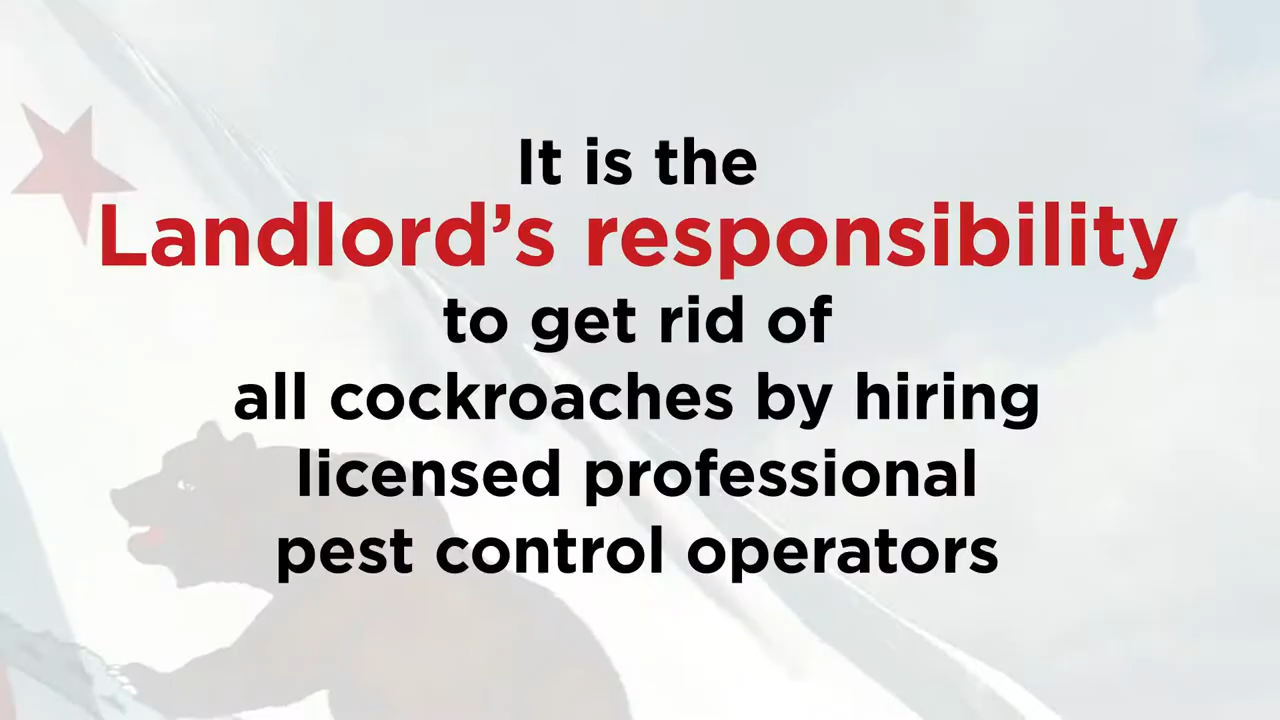 It is the
Landlord’s responsibility
to get rid of
all cockroaches by hiring
licensed professional
pest control operators